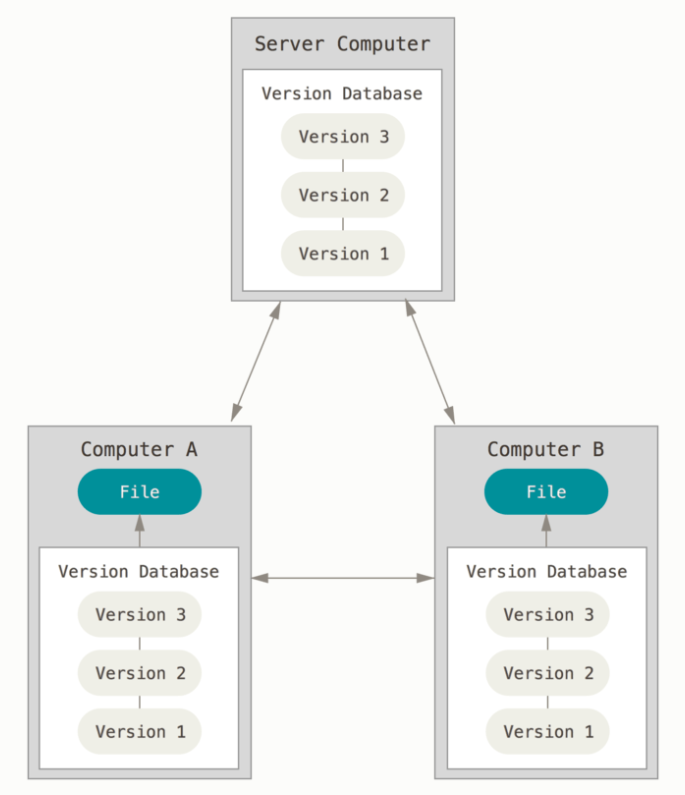 Server Computer
Version Database
Version 3
Version 2
Version 1
Computer A
File
Version Database
Version 3
Version 2
Version 1
Computer B
File
Version Database
Version 3
Version 2
Version 1